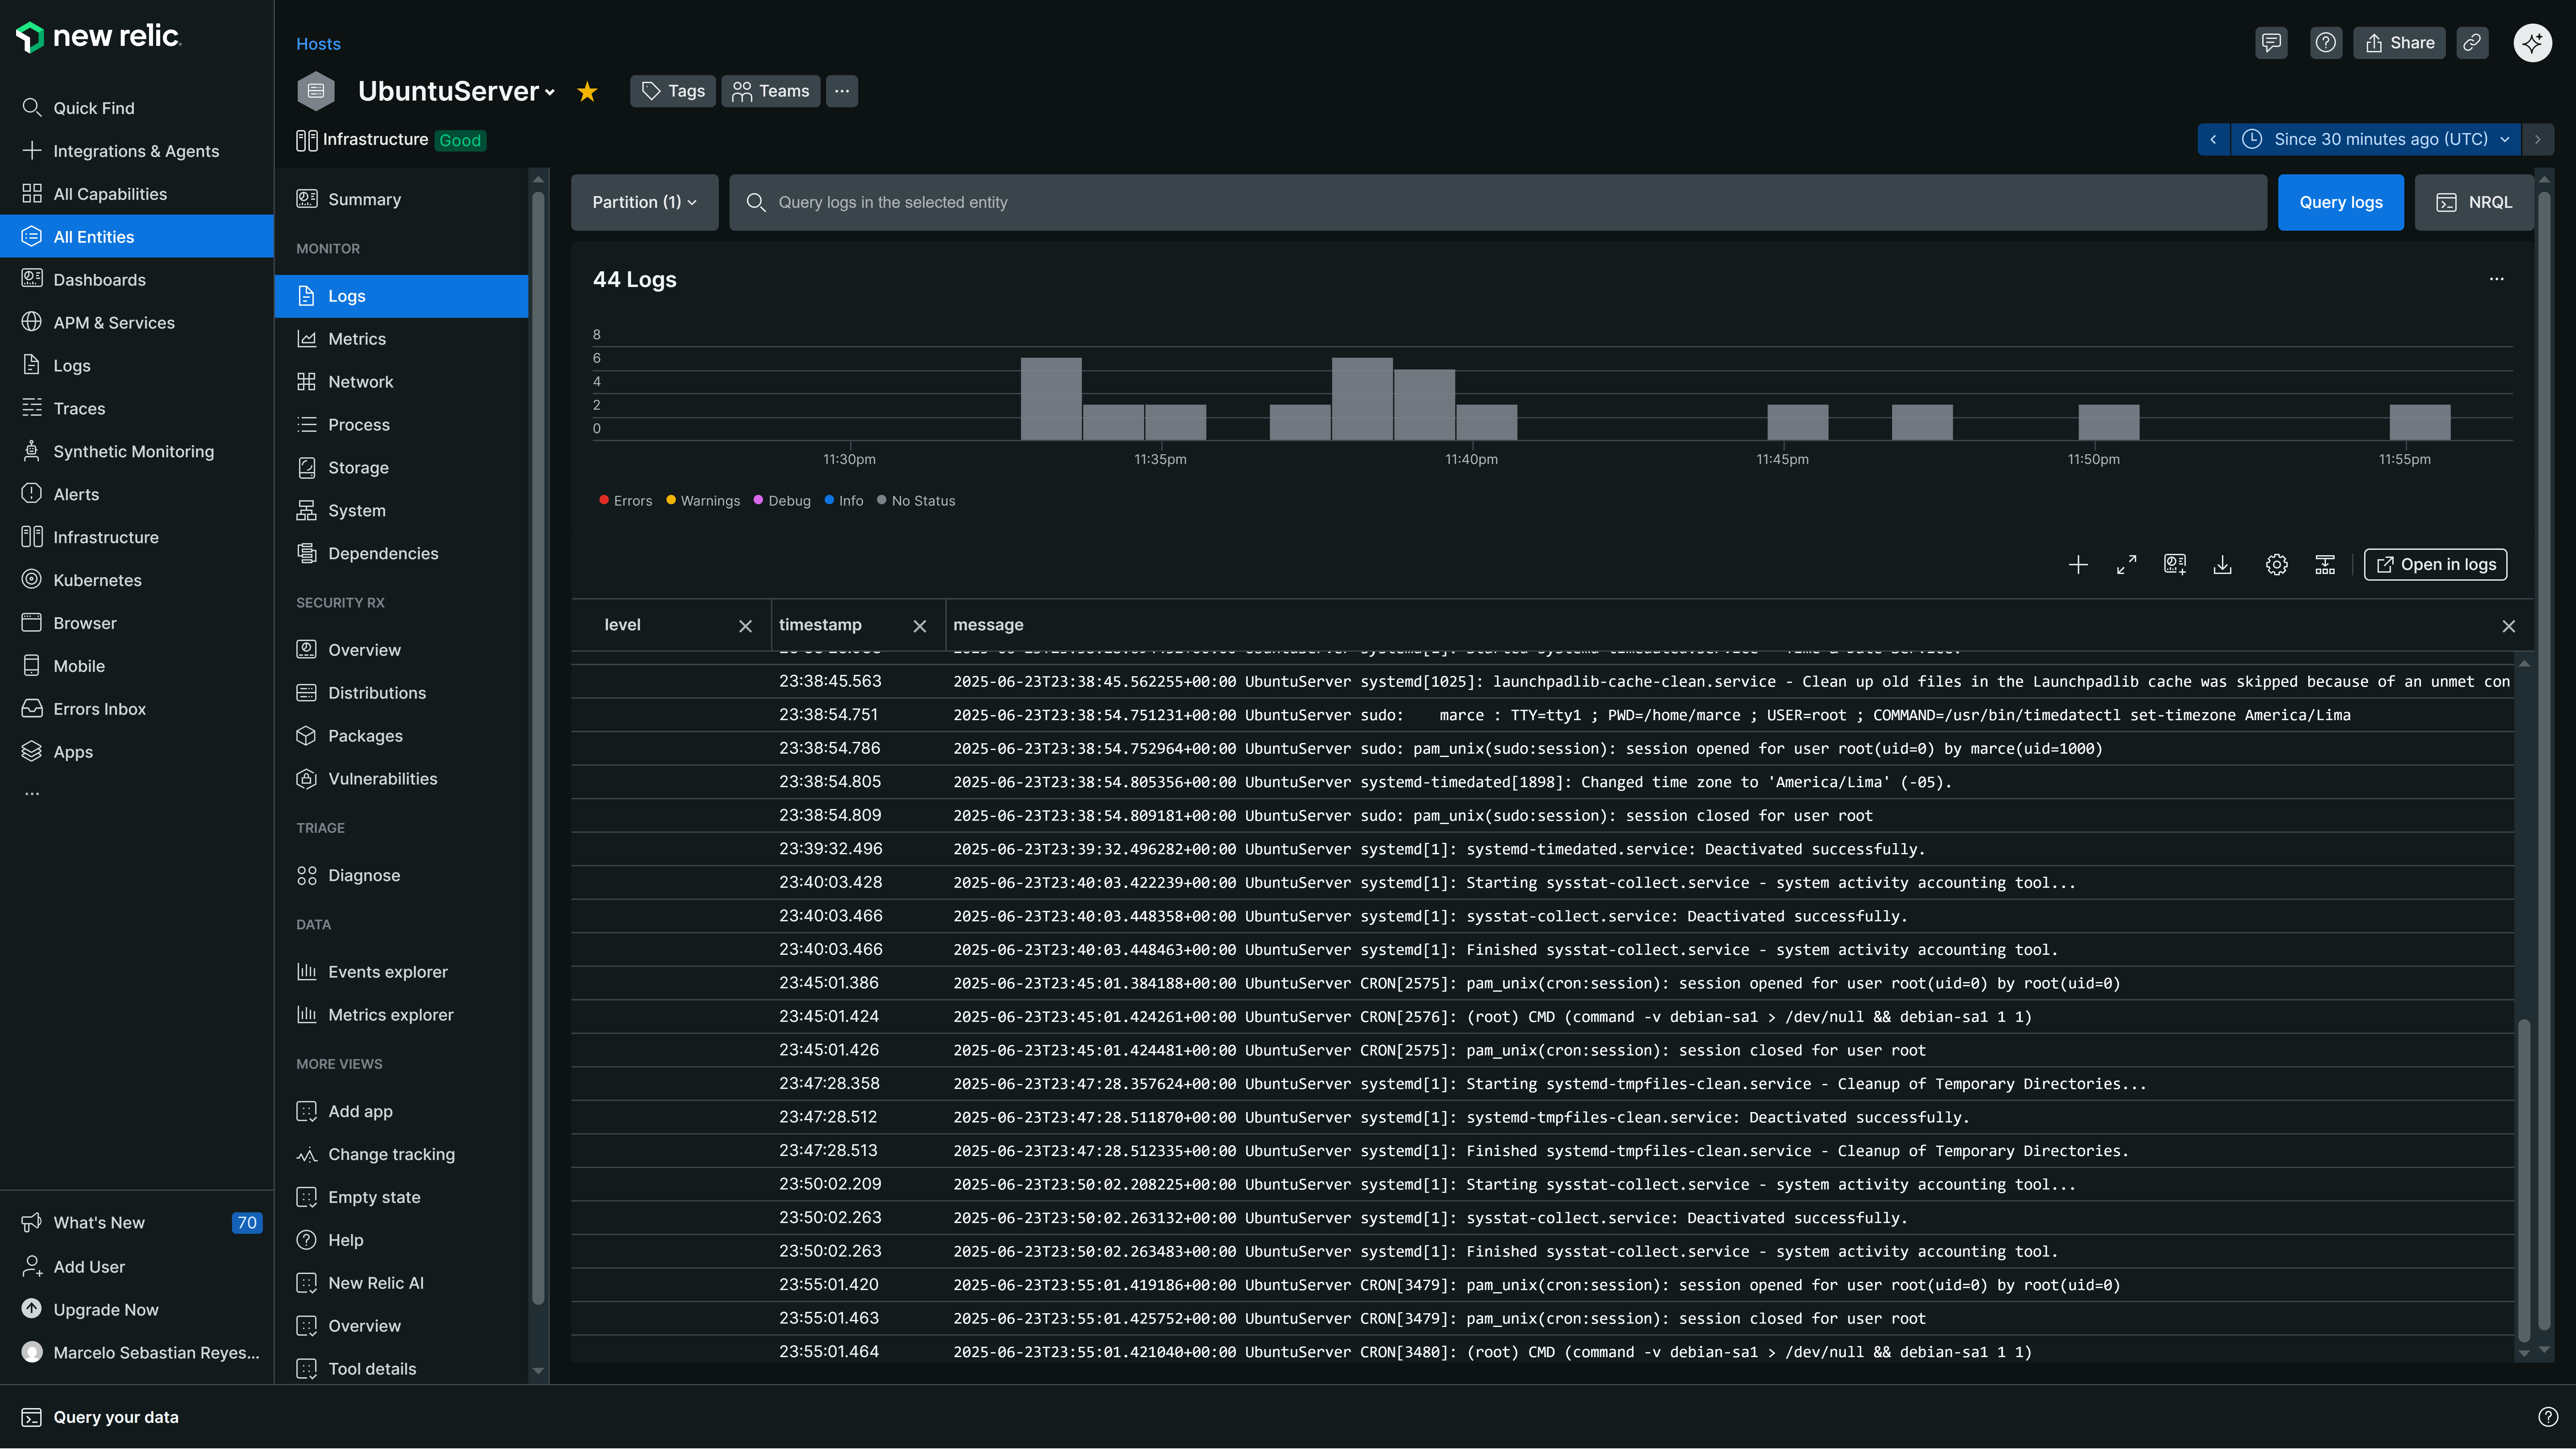 new relic
Quick Find
Integrations & Agents
All Capabilities
All Entities
Dashboards
APM & Services
Logs
Traces
Synthetic Monitoring
Alerts
Infrastructure
Kubernetes
Browser
Mobile
Errors Inbox
Apps
...
What's New 70
Add User
Upgrade Now
Marcelo Sebastian Reyes...
Query your data
Hosts
UbuntuServer Tags Teams ...
Infrastructure Good
Share
Since 30 minutes ago (UTC)
Summary
MONITOR
Logs
Metrics
Network
Process
Storage
System
Dependencies
SECURITY RX
Overview
Distributions
Packages
Vulnerabilities
TRIAGE
Diagnose
DATA
Events explorer
Metrics explorer
MORE VIEWS
Add app
Change tracking
Empty state
Help
New Relic AI
Overview
Tool details
Partition (1) Query logs in the selected entity Query logs NRQL
44 Logs ...
8
6
4
2
0
11:30pm 11:35pm 11:40pm 11:45pm 11:50pm 11:55pm
Errors Warnings Debug Info No Status
Open in logs
level timestamp message
23:38:45.563 2025-06-23T23:38:45.562255+00:00 UbuntuServer systemd[1025]: launchpadlib-cache-clean.service - Clean up old files in the Launchpadlib cache was skipped because of an unmet con
23:38:54.751 2025-06-23T23:38:54.751231+00:00 UbuntuServer sudo:    marce : TTY=tty1 ; PWD=/home/marce ; USER=root ; COMMAND=/usr/bin/timedatectl set-timezone America/Lima
23:38:54.786 2025-06-23T23:38:54.752964+00:00 UbuntuServer sudo: pam_unix(sudo:session): session opened for user root(uid=0) by marce(uid=1000)
23:38:54.805 2025-06-23T23:38:54.805356+00:00 UbuntuServer systemd-timedated[1898]: Changed time zone to 'America/Lima' (-05).
23:38:54.809 2025-06-23T23:38:54.809181+00:00 UbuntuServer sudo: pam_unix(sudo:session): session closed for user root
23:39:32.496 2025-06-23T23:39:32.496282+00:00 UbuntuServer systemd[1]: systemd-timedated.service: Deactivated successfully.
23:40:03.428 2025-06-23T23:40:03.422239+00:00 UbuntuServer systemd[1]: Starting sysstat-collect.service - system activity accounting tool...
23:40:03.466 2025-06-23T23:40:03.448358+00:00 UbuntuServer systemd[1]: sysstat-collect.service: Deactivated successfully.
23:40:03.466 2025-06-23T23:40:03.448463+00:00 UbuntuServer systemd[1]: Finished sysstat-collect.service - system activity accounting tool.
23:45:01.386 2025-06-23T23:45:01.384188+00:00 UbuntuServer CRON[2575]: pam_unix(cron:session): session opened for user root(uid=0) by root(uid=0)
23:45:01.424 2025-06-23T23:45:01.424261+00:00 UbuntuServer CRON[2576]: (root) CMD (command -v debian-sa1 > /dev/null && debian-sa1 1 1)
23:45:01.426 2025-06-23T23:45:01.424481+00:00 UbuntuServer CRON[2575]: pam_unix(cron:session): session closed for user root
23:47:28.358 2025-06-23T23:47:28.357624+00:00 UbuntuServer systemd[1]: Starting systemd-tmpfiles-clean.service - Cleanup of Temporary Directories...
23:47:28.512 2025-06-23T23:47:28.511870+00:00 UbuntuServer systemd[1]: systemd-tmpfiles-clean.service: Deactivated successfully.
23:47:28.513 2025-06-23T23:47:28.512335+00:00 UbuntuServer systemd[1]: Finished systemd-tmpfiles-clean.service - Cleanup of Temporary Directories.
23:50:02.209 2025-06-23T23:50:02.208225+00:00 UbuntuServer systemd[1]: Starting sysstat-collect.service - system activity accounting tool...
23:50:02.263 2025-06-23T23:50:02.263132+00:00 UbuntuServer systemd[1]: sysstat-collect.service: Deactivated successfully.
23:50:02.263 2025-06-23T23:50:02.263483+00:00 UbuntuServer systemd[1]: Finished sysstat-collect.service - system activity accounting tool.
23:55:01.420 2025-06-23T23:55:01.419186+00:00 UbuntuServer CRON[3479]: pam_unix(cron:session): session opened for user root(uid=0) by root(uid=0)
23:55:01.463 2025-06-23T23:55:01.425752+00:00 UbuntuServer CRON[3479]: pam_unix(cron:session): session closed for user root
23:55:01.464 2025-06-23T23:55:01.421040+00:00 UbuntuServer CRON[3480]: (root) CMD (command -v debian-sa1 > /dev/null && debian-sa1 1 1)